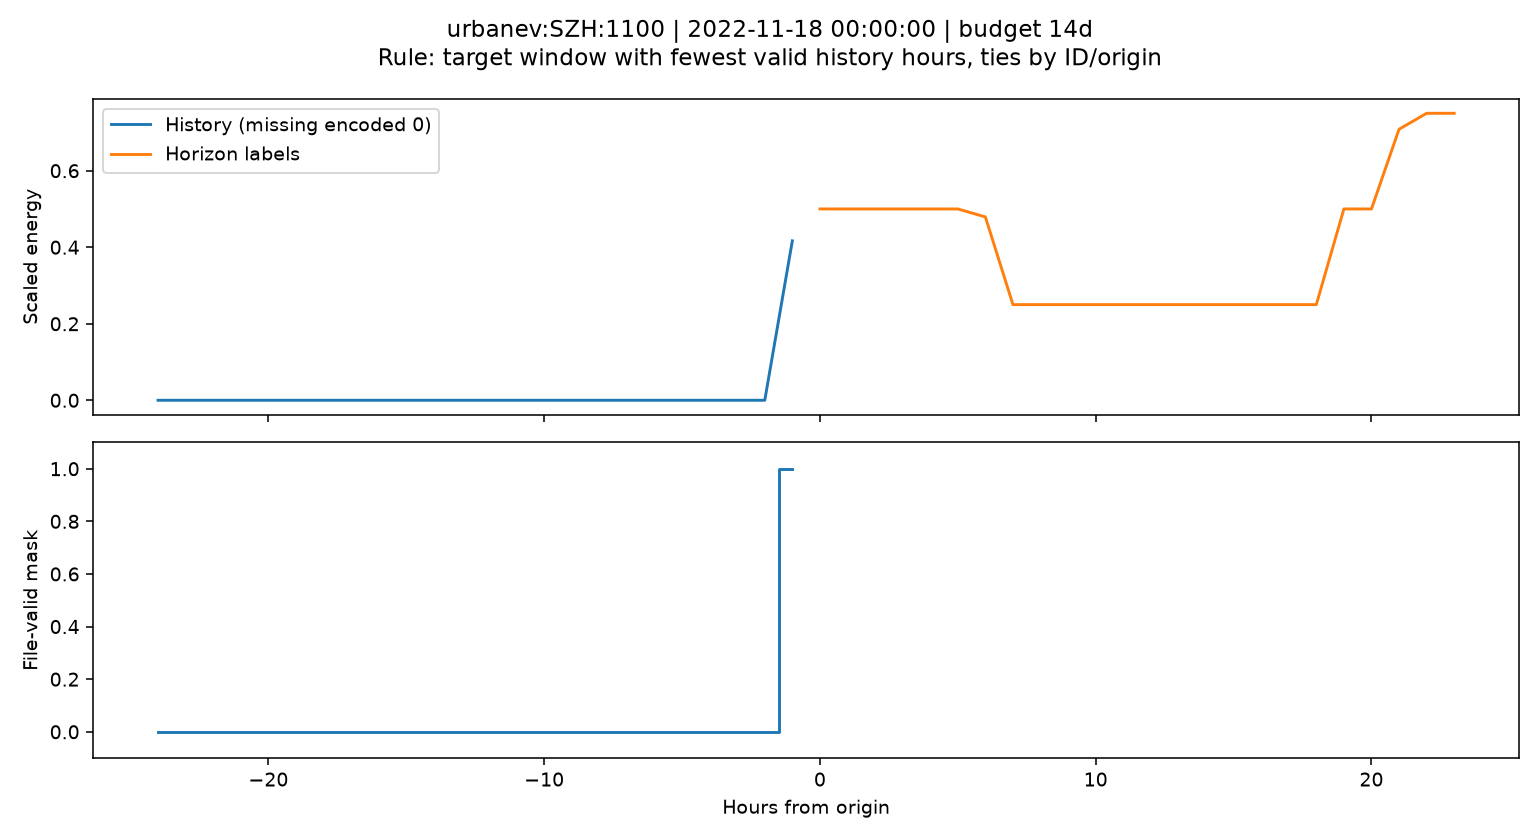 urbanev:SZH:1100 | 2022-11-18 00:00:00 | budget 14d
Rule: target window with fewest valid history hours, ties by ID/origin
History (missing encoded 0)
Horizon labels
Scaled energy
0.6
0.4
0.2
0.0
File-valid mask
1.0
0.8
0.6
0.4
0.2
0.0
−20 −10 0 10 20
Hours from origin